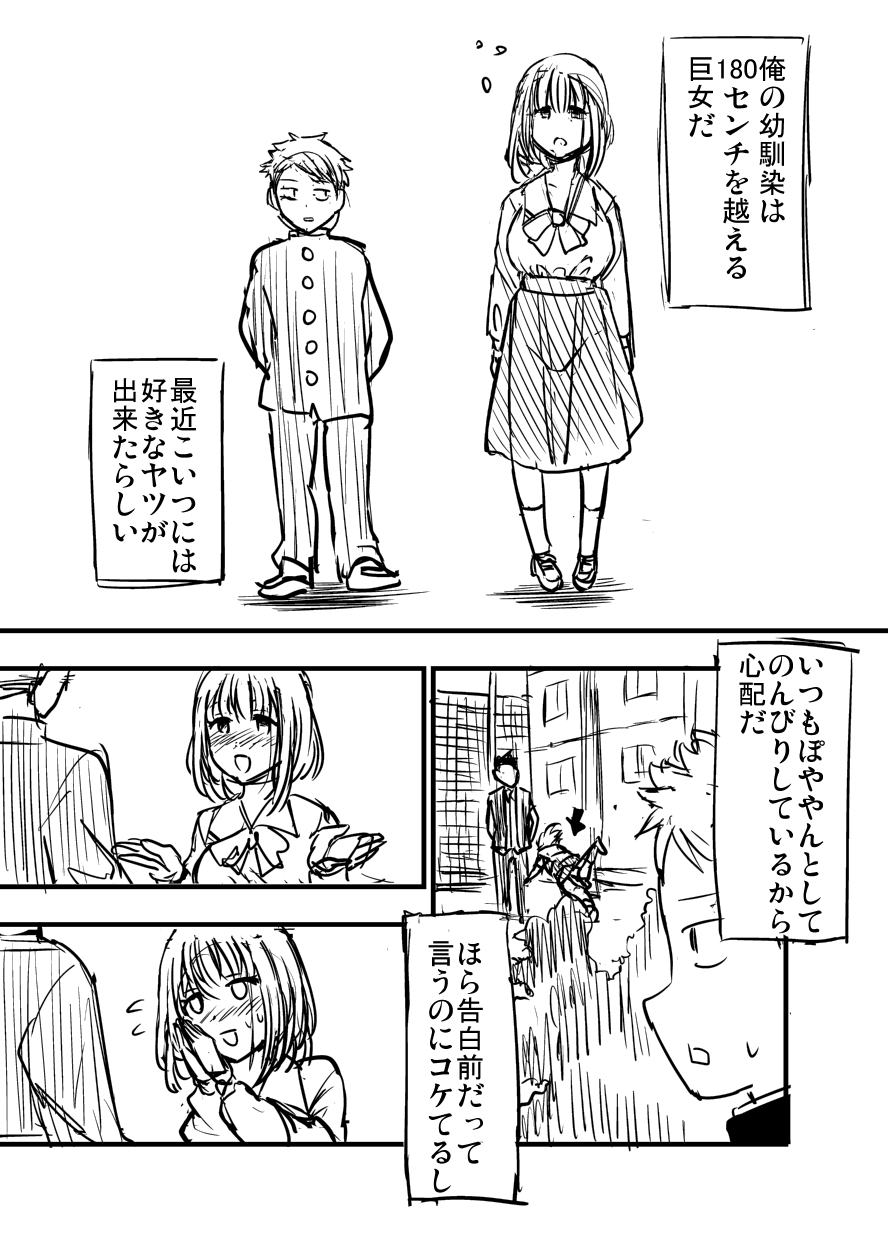 俺の幼馴染は
180センチを越える
巨女だ
最近こいつには
好きなヤツが
出来たらしい
いつもぽややんとして
のんびりしているから
心配だ
ほら告白前だって
言うのにコケてるし